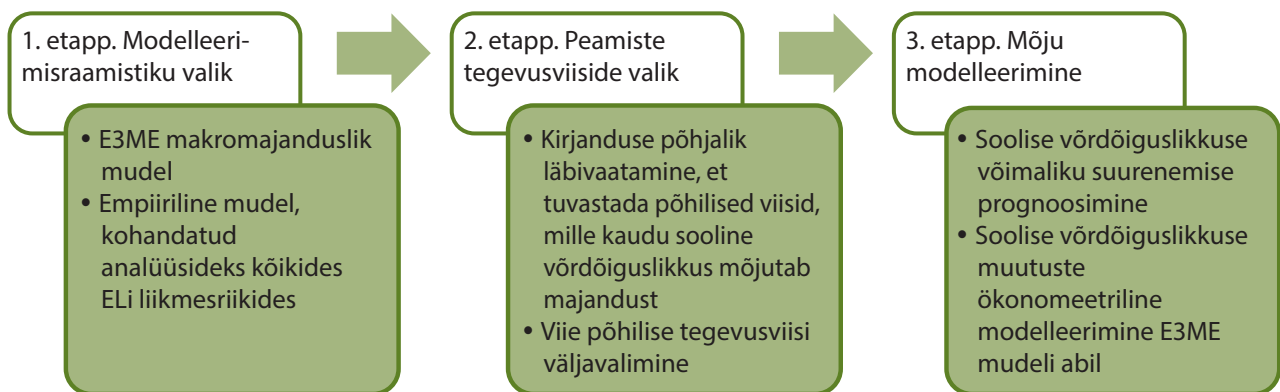 1. etapp. Modelleeri-
misraamistiku valik
• E3ME makromajanduslik
mudel
• Empiiriline mudel,
kohandatud
analüüsideks kõikides
ELi liikmesriikides
2. etapp. Peamiste
tegevusviiside valik
• Kirjanduse põhjalik
läbivaatamine, et
tuvastada põhilised viisid,
mille kaudu sooline
võrdõiguslikkus mõjutab
majandust
• Viie põhilise tegevusviisi
väljavalimine
3. etapp. Mõju
modelleerimine
• Soolise võrdõiguslikkuse
võimaliku suurenemise
prognoosimine
• Soolise võrdõiguslikkuse
muutuste
ökonomeetriline
modelleerimine E3ME
mudeli abil